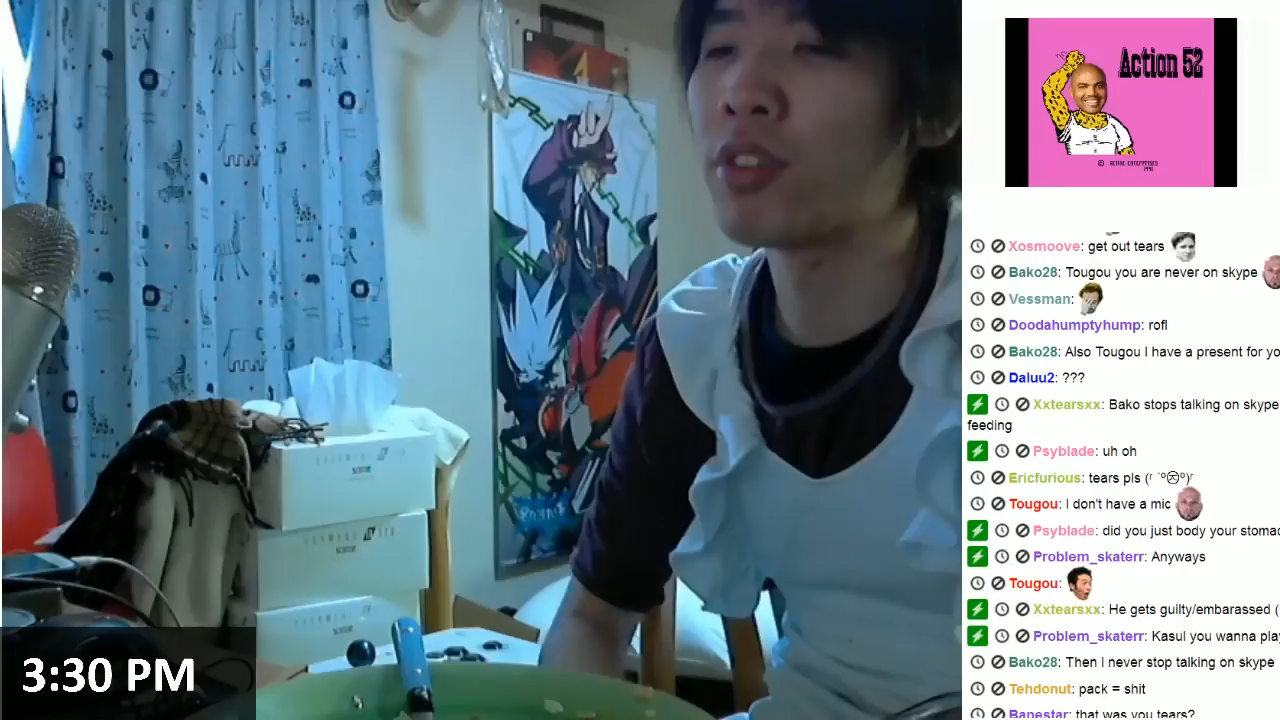 Action 52
© ACTIVE ENTERPRISES
Xosmoove: get out tears
Bako28: Tougou you are never on skype
Vessman:
Doodahumptyhump: rofl
Bako28: Also Tougou I have a present for yo
Daluu2: ???
Xxtearsxx: Bako stops talking on skype
feeding
Psyblade: uh oh
Ericfurious: tears pls (╭ ´º㉨º)╭
Tougou: I don't have a mic
Psyblade: did you just body your stomac
Problem_skaterr: Anyways
Tougou:
Xxtearsxx: He gets guilty/embarassed (
Problem_skaterr: Kasul you wanna play
Bako28: Then I never stop talking on skype
Tehdonut: pack = shit
Banestar: that was you tears?
3:30 PM